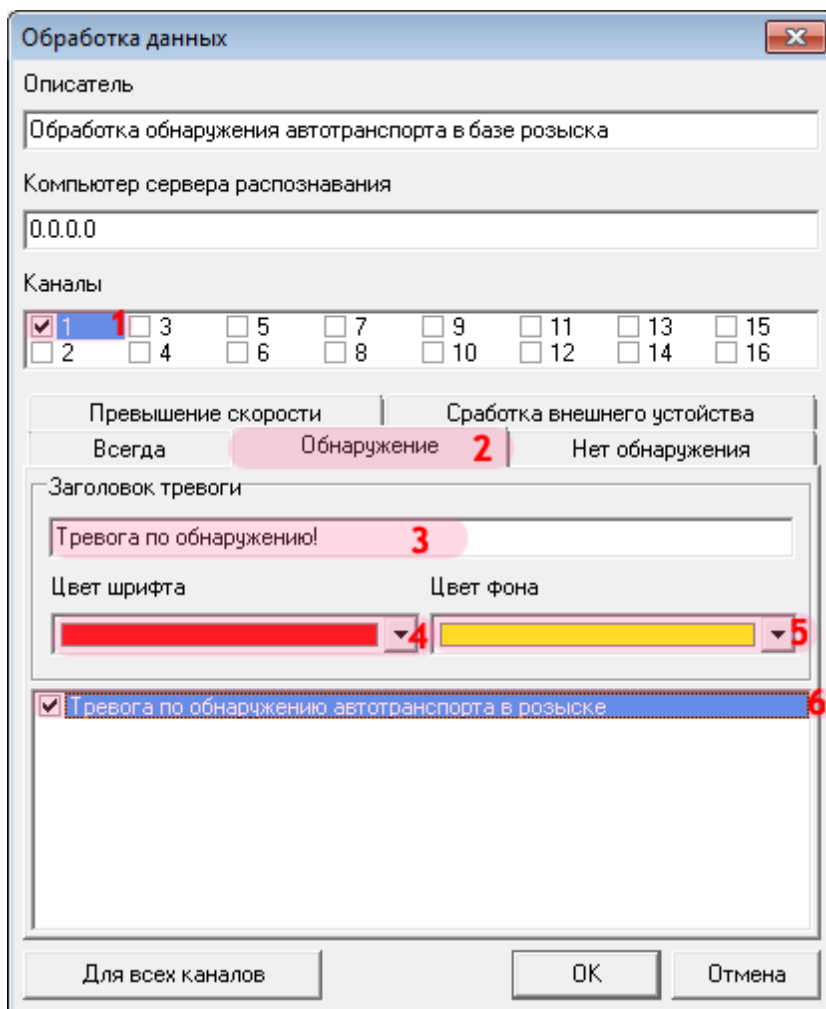 Обработка данных
Описатель
Обработка обнаружения автотранспорта в базе розыска
Компьютер сервера распознавания
0.0.0.0
Каналы
1 1 3 5 7 9 11 13 15
2 4 6 8 10 12 14 16
Превышение скорости Сработка внешнего устойства
Всегда Обнаружение 2 Нет обнаружения
Заголовок тревоги
Тревога по обнаружению! 3
Цвет шрифта Цвет фона
4 5
Тревога по обнаружению автотранспорта в розыске 6
Для всех каналов OK Отмена